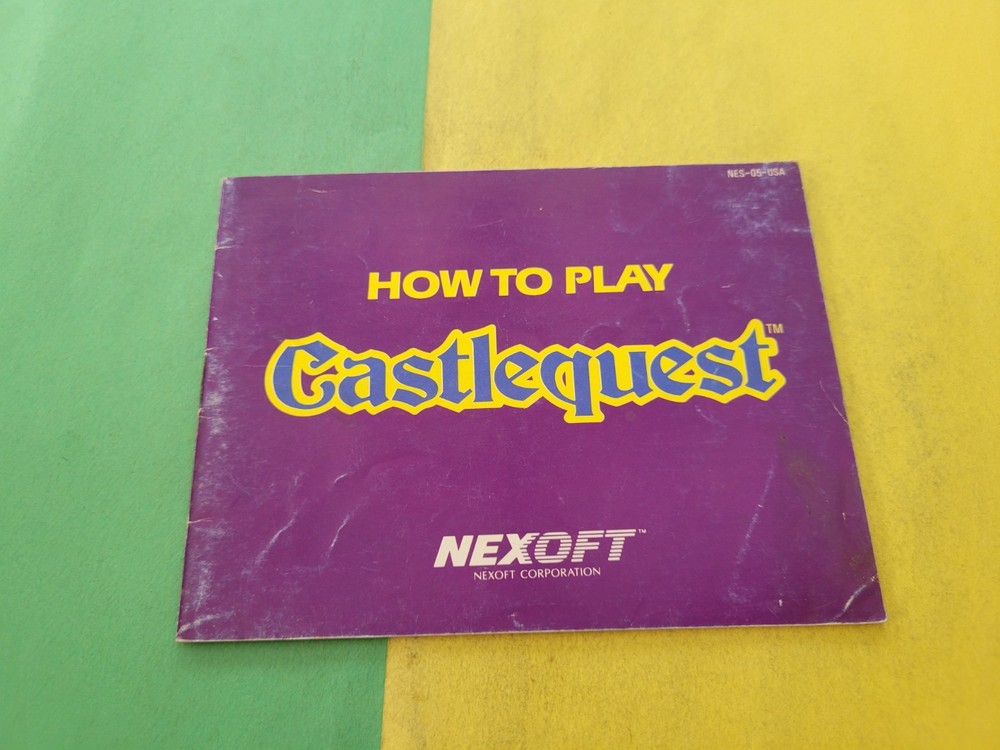 NES-05-USA
HOW TO PLAY
Castlequest™
NEXOFT™
NEXOFT CORPORATION